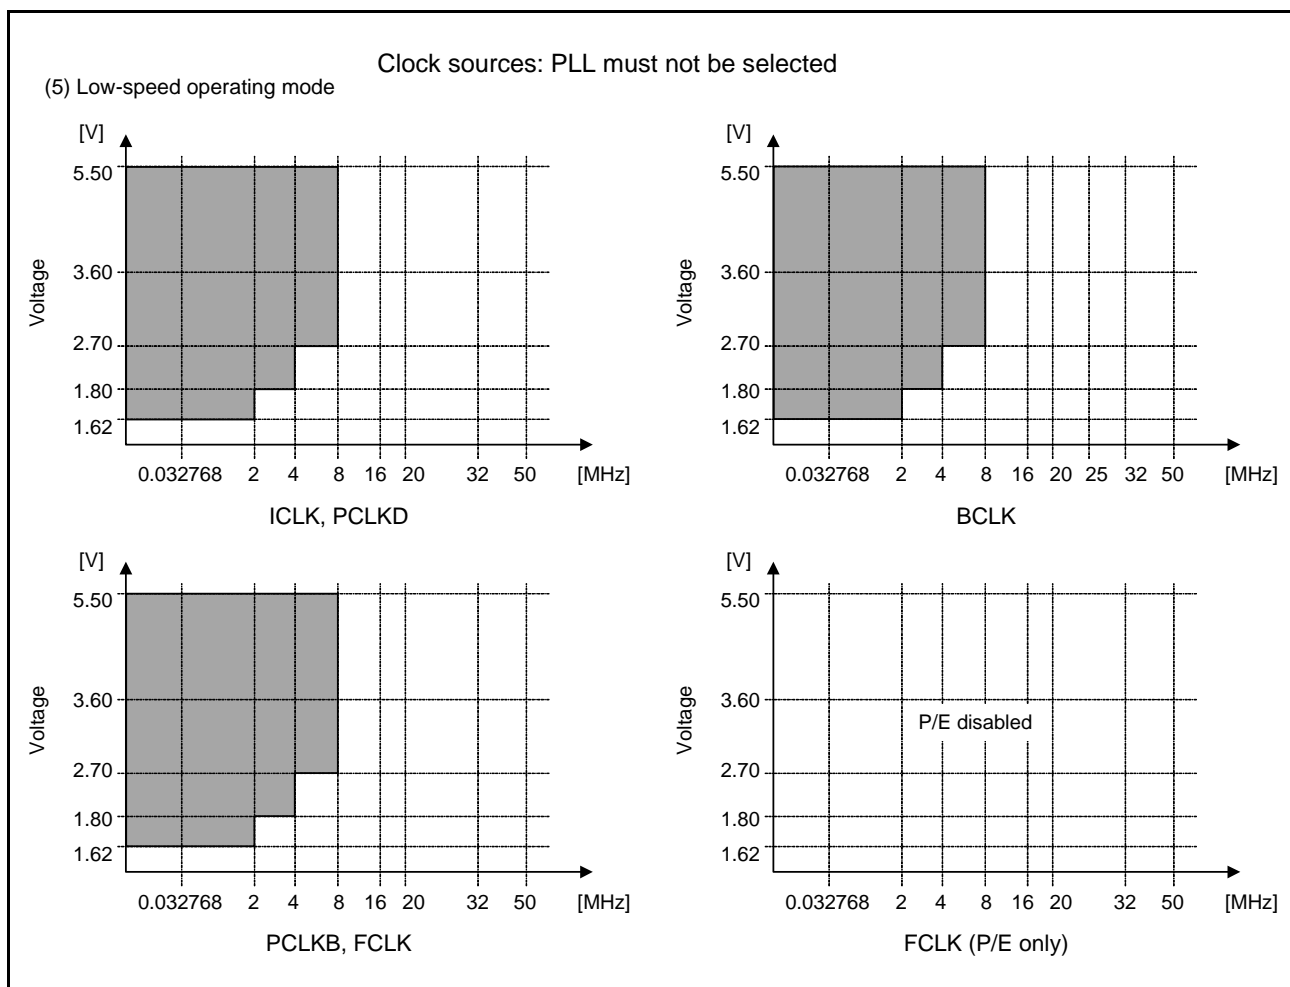 Clock sources: PLL must not be selected
(5) Low-speed operating mode
[V]
5.50
3.60
2.70
1.80
1.62
Voltage
0.032768 2 4 8 16 20 32 50 [MHz]
ICLK, PCLKD
[V]
5.50
3.60
2.70
1.80
1.62
Voltage
0.032768 2 4 8 16 20 25 32 50 [MHz]
BCLK
[V]
5.50
3.60
2.70
1.80
1.62
Voltage
0.032768 2 4 8 16 20 32 50 [MHz]
PCLKB, FCLK
[V]
5.50
3.60
2.70
1.80
1.62
Voltage
P/E disabled
0.032768 2 4 8 16 20 32 50 [MHz]
FCLK (P/E only)